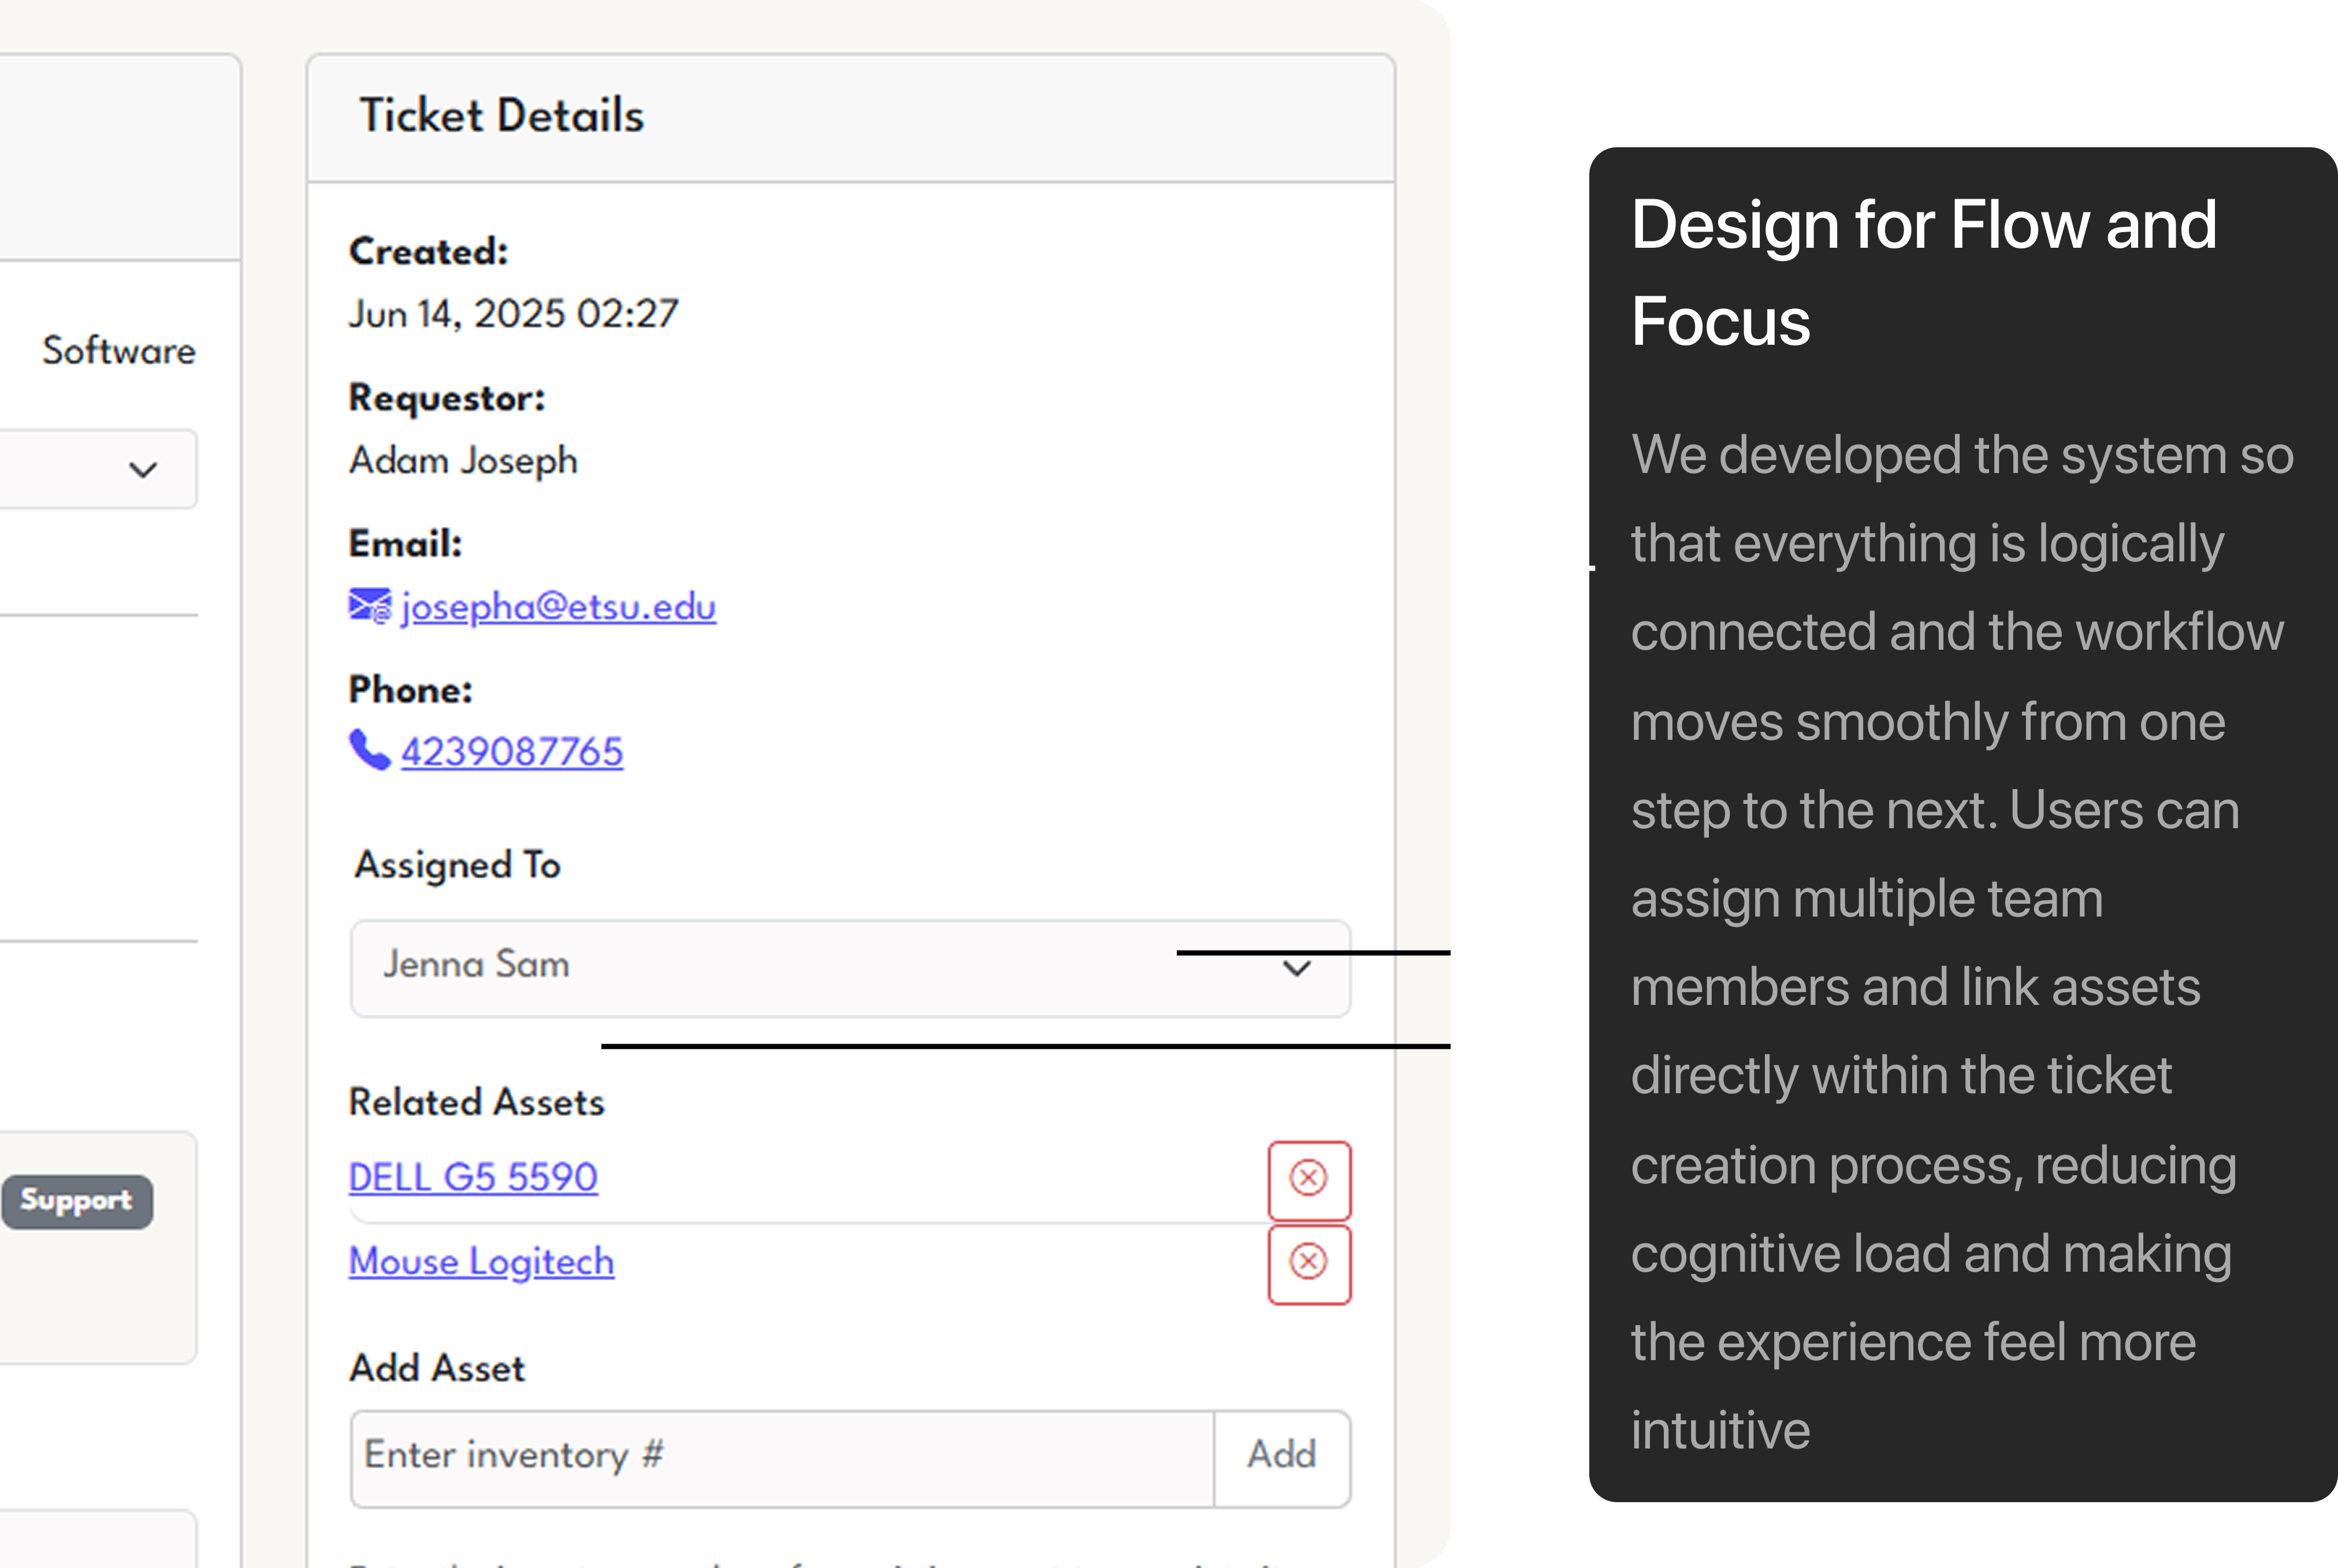 Software
Support
Ticket Details
Created:
Jun 14, 2025 02:27
Requestor:
Adam Joseph
Email:
josepha@etsu.edu
Phone:
4239087765
Assigned To
Jenna Sam
Related Assets
DELL G5 5590
Mouse Logitech
Add Asset
Enter inventory #
Add
Design for Flow and
Focus
We developed the system so
that everything is logically
connected and the workflow
moves smoothly from one
step to the next. Users can
assign multiple team
members and link assets
directly within the ticket
creation process, reducing
cognitive load and making
the experience feel more
intuitive